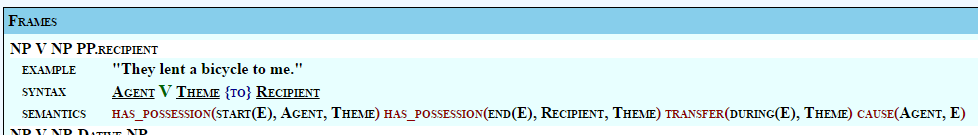 FRAMES
NP V NP PP.RECIPIENT
EXAMPLE "They lent a bicycle to me."
SYNTAX AGENT V THEME {TO} RECIPIENT
SEMANTICS HAS_POSSESSION(START(E), AGENT, THEME) HAS_POSSESSION(END(E), RECIPIENT, THEME) TRANSFER(DURING(E), THEME) CAUSE(AGENT, E)
NP V NP-DATIVE NP